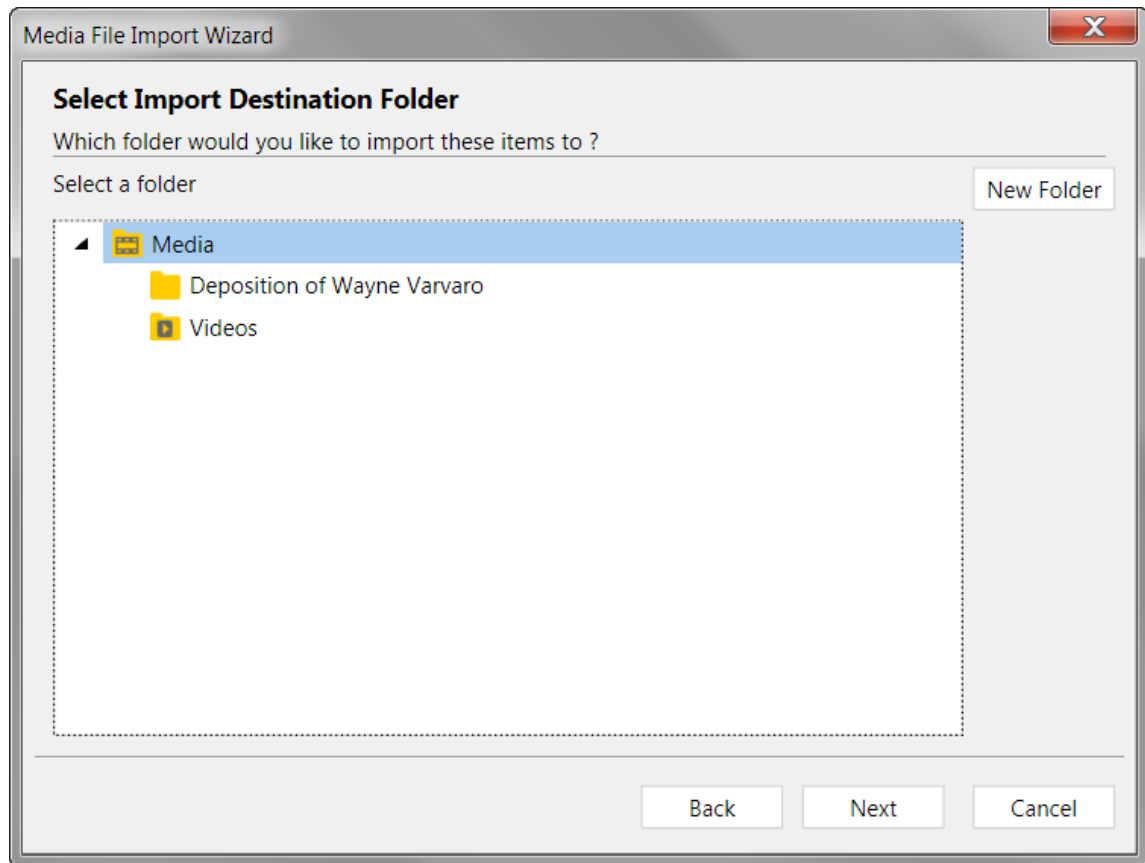 Media File Import Wizard
Select Import Destination Folder
Which folder would you like to import these items to ?
Select a folder
New Folder
Media
Deposition of Wayne Varvaro
Videos
Back
Next
Cancel